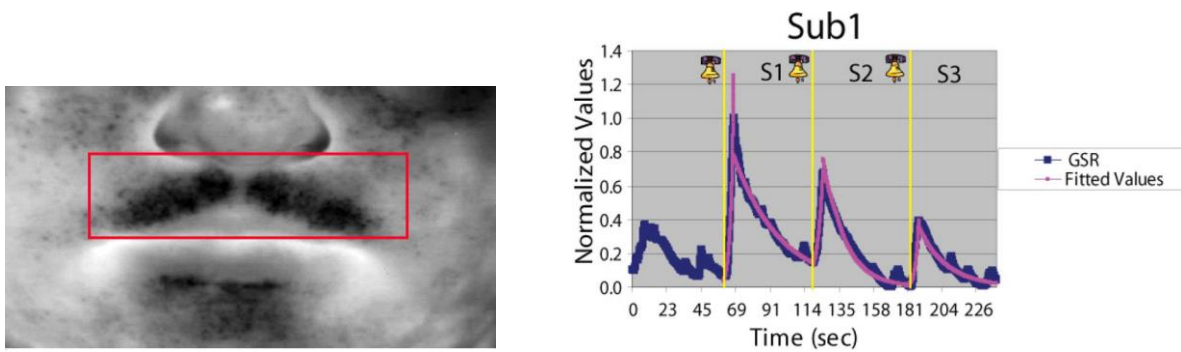 Sub1
Normalized Values
1.4
1.2
1.0
0.8
0.6
0.4
0.2
0.0
S1
S2
S3
0 23 45 69 91 114 135 158 181 204 226
Time (sec)
GSR
Fitted Values